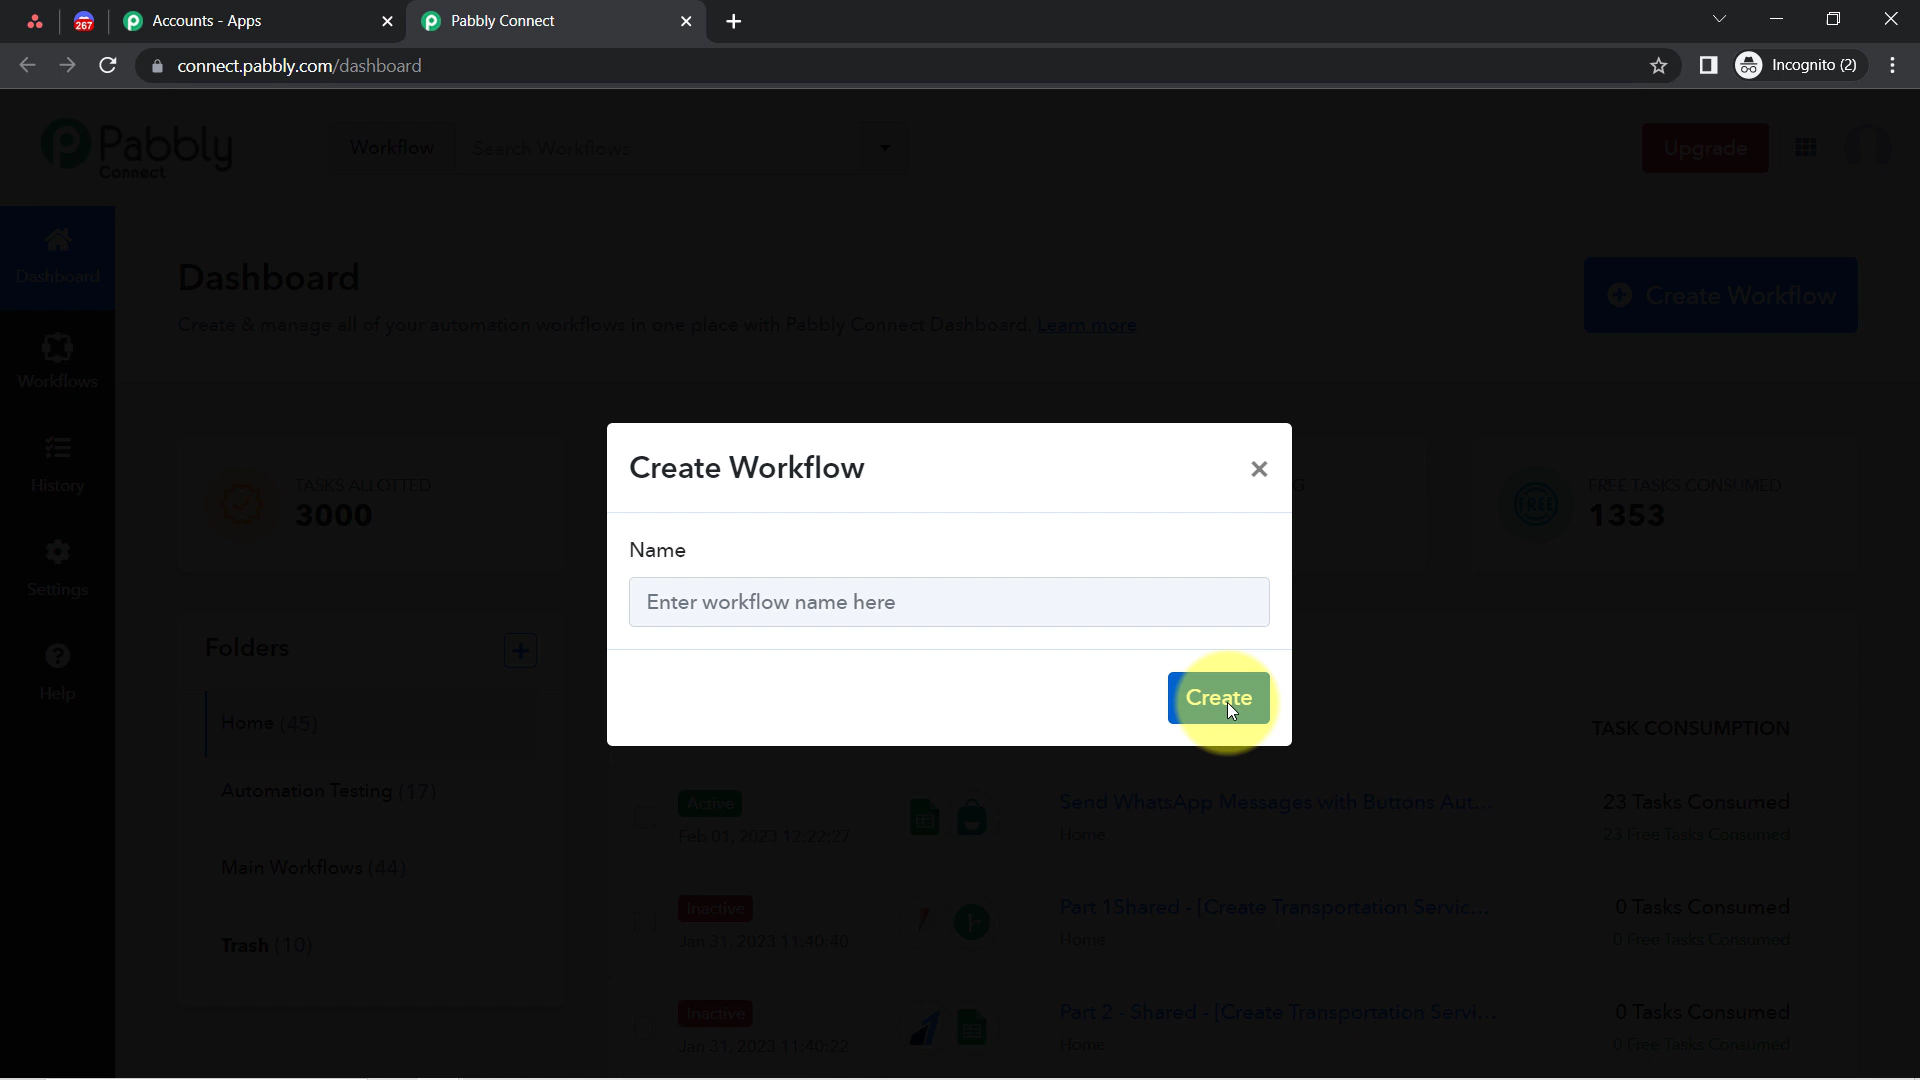 267
Accounts - Apps
Pabbly Connect
connect.pabbly.com/dashboard
Incognito (2)
Pabbly
Connect
Workflow
Search Workflows
Upgrade
Dashboard
Workflows
History
Settings
Help
Dashboard
Create & manage all of your automation workflows in one place with Pabbly Connect Dashboard. Learn more
Create Workflow
TASKS ALLOTTED
3000
G
FREE TASKS CONSUMED
FREE
1353
Create Workflow
Name
Enter workflow name here
Create
Folders
Home (45)
Automation Testing (17)
Main Workflows (44)
Trash (10)
TASK CONSUMPTION
Active
Feb 01, 2023 12:22:27
Send WhatsApp Messages with Buttons Aut...
Home
23 Tasks Consumed
23 Free Tasks Consumed
Inactive
Jan 31, 2023 11:40:40
Part 1Shared - [Create Transportation Servic...
Home
0 Tasks Consumed
0 Free Tasks Consumed
Inactive
Jan 31, 2023 11:40:22
Part 2 - Shared - [Create Transportation Servi...
Home
0 Tasks Consumed
0 Free Tasks Consumed